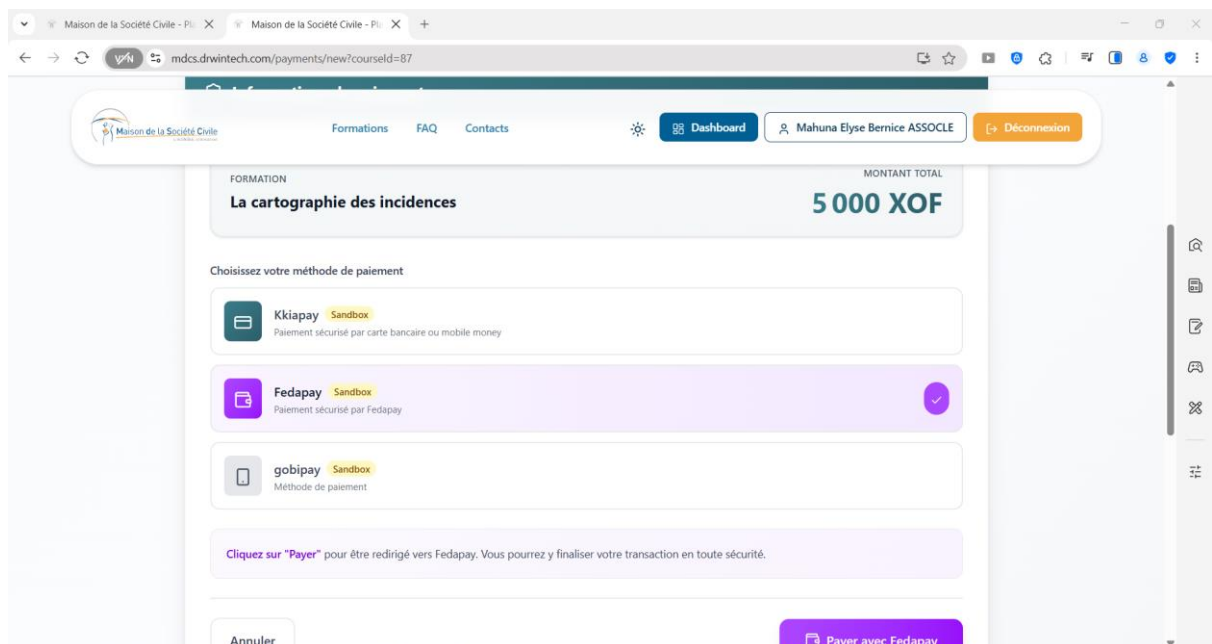 Maison de la Société Civile - Pl
Maison de la Société Civile - Pl
VPN
mdcs.drwintech.com/payments/new?courseId=87
Maison de la Société Civile
Formations
FAQ
Contacts
Dashboard
Mahuna Elyse Bernice ASSOCLE
Déconnexion
FORMATION
La cartographie des incidences
MONTANT TOTAL
5 000 XOF
Choisissez votre méthode de paiement
Kkiapay Sandbox
Paiement sécurisé par carte bancaire ou mobile money
Fedapay Sandbox
Paiement sécurisé par Fedapay
gobipay Sandbox
Méthode de paiement
Cliquez sur "Payer" pour être redirigé vers Fedapay. Vous pourrez y finaliser votre transaction en toute sécurité.
Annuler
Payer avec Fedapay